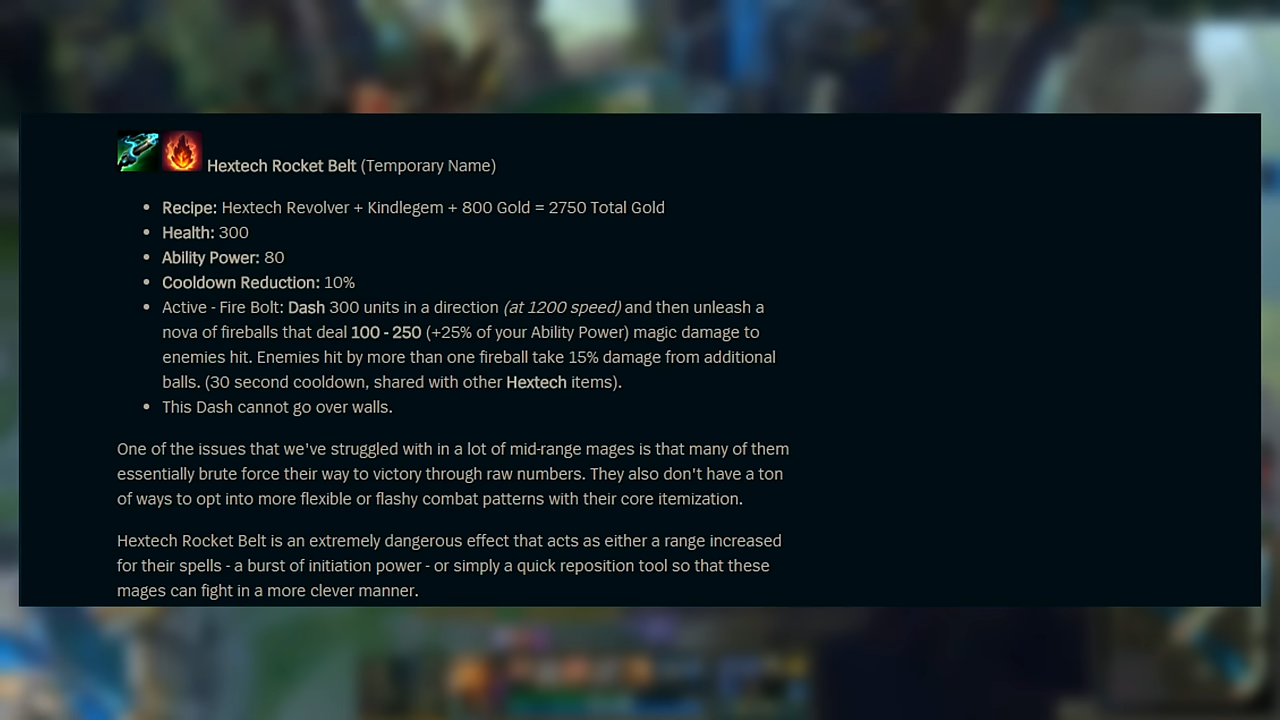 Hextech Rocket Belt (Temporary Name)
• Recipe: Hextech Revolver + Kindlegem + 800 Gold = 2750 Total Gold
• Health: 300
• Ability Power: 80
• Cooldown Reduction: 10%
• Active - Fire Bolt: Dash 300 units in a direction (at 1200 speed) and then unleash a
nova of fireballs that deal 100 - 250 (+25% of your Ability Power) magic damage to
enemies hit. Enemies hit by more than one fireball take 15% damage from additional
balls. (30 second cooldown, shared with other Hextech items).
• This Dash cannot go over walls.
One of the issues that we've struggled with in a lot of mid-range mages is that many of them
essentially brute force their way to victory through raw numbers. They also don't have a ton
of ways to opt into more flexible or flashy combat patterns with their core itemization.
Hextech Rocket Belt is an extremely dangerous effect that acts as either a range increased
for their spells - a burst of initiation power - or simply a quick reposition tool so that these
mages can fight in a more clever manner.